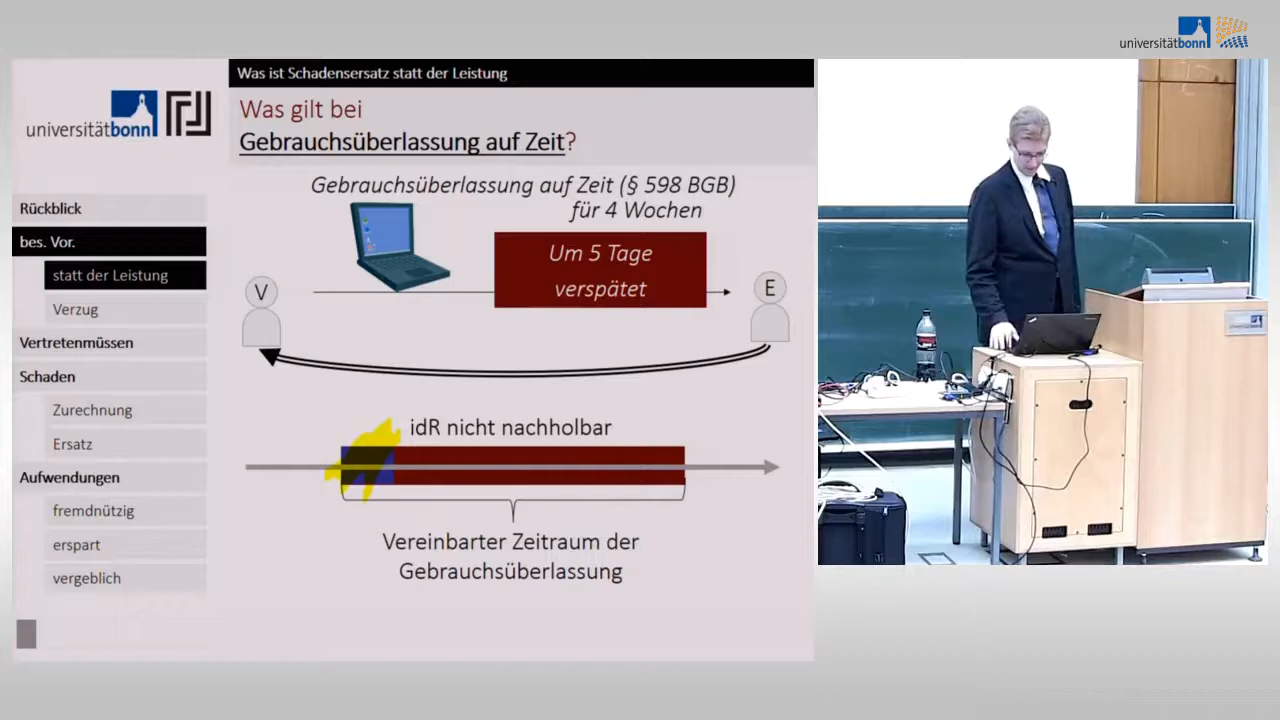 universitätbonn
Was ist Schadensersatz statt der Leistung
universitätbonn
Was gilt bei
Gebrauchsüberlassung auf Zeit?
Rückblick
bes. Vor.
statt der Leistung
Verzug
Vertretenmüssen
Schaden
Zurechnung
Ersatz
Aufwendungen
fremdnützig
erspart
vergeblich
Gebrauchsüberlassung auf Zeit (§ 598 BGB)
für 4 Wochen
Um 5 Tage
verspätet
V
E
idR nicht nachholbar
Vereinbarter Zeitraum der
Gebrauchsüberlassung